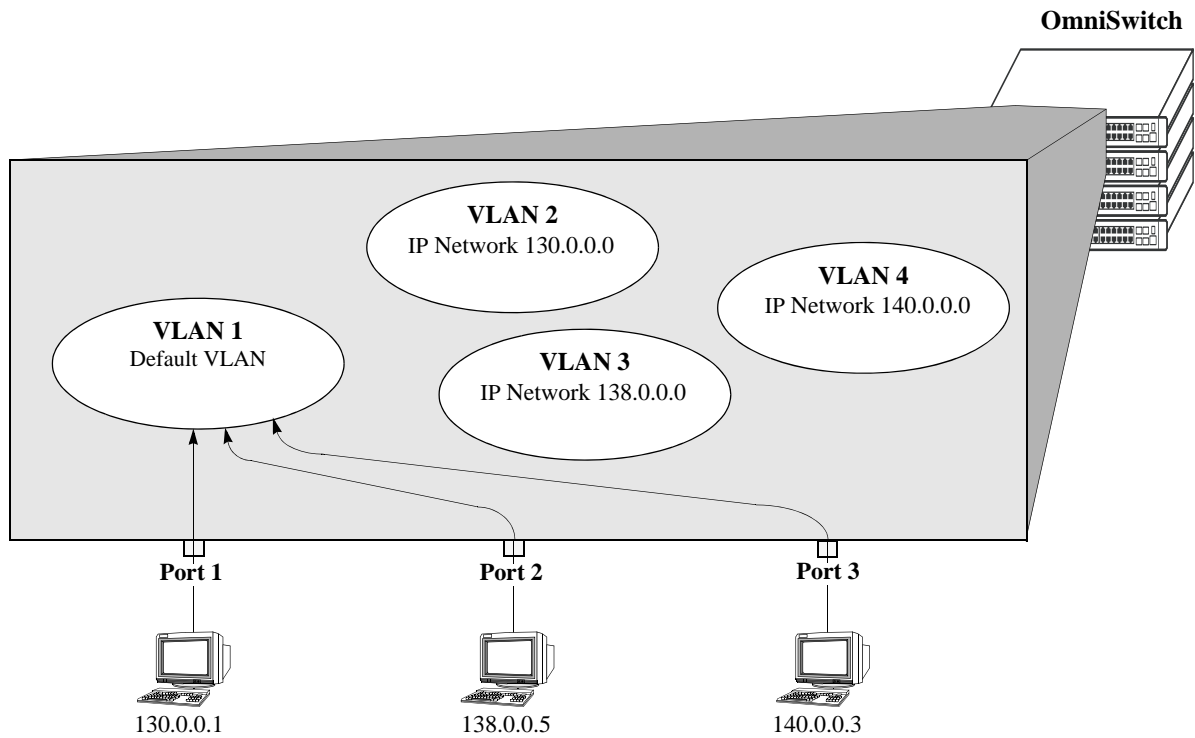 OmniSwitch
VLAN 2
IP Network 130.0.0.0
VLAN 4
IP Network 140.0.0.0
VLAN 1
Default VLAN
VLAN 3
IP Network 138.0.0.0
Port 1
Port 2
Port 3
130.0.0.1
138.0.0.5
140.0.0.3